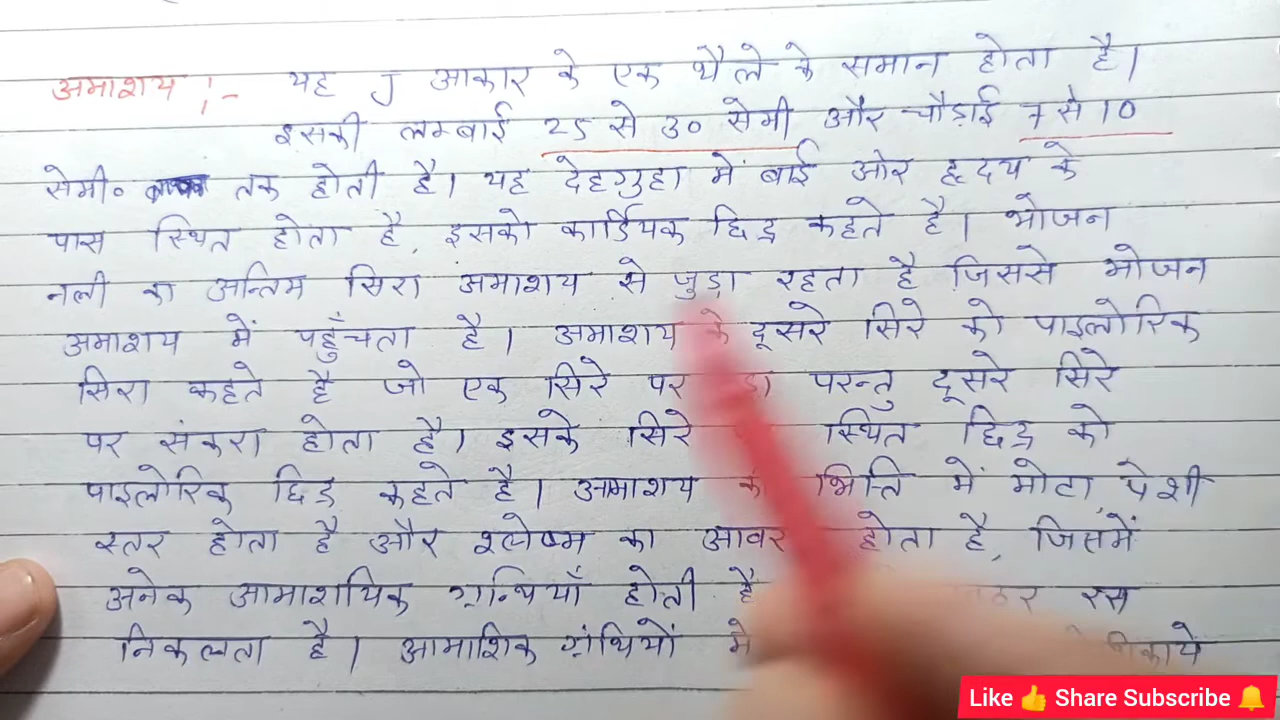 अमाशय :- यह J आकार के एक थैले के समान होता है।
इसकी लम्बाई 25 से 30 सेमी और चौड़ाई 7 से 10
सेमी० तक होती है। यह देहगुहा में बाई ओर हृदय के
पास स्थित होता है, इसको कार्डियक छिद्र कहते है। भोजन
नली का अन्तिम सिरा अमाशय से जुड़ा रहता है जिससे भोजन
अमाशय में पहुँचता है। अमाशय के दूसरे सिरे को पाइलोरिक
सिरा कहते है जो एक सिरे पर परन्तु दूसरे सिरे
पर संकरा होता है। इसके सिरे स्थित छिद्र को
पाइलोरिक छिद्र कहते है। आमाशय भित्ति में मोटा पेशी
स्तर होता है और श्लेष्म का होता है, जिसमें
अनेक आमाशयिक ग्रन्थियाँ होती है रस
निकलता है। आमाशिक ग्रंथियों मे
Like 👍 Share Subscribe 🔔